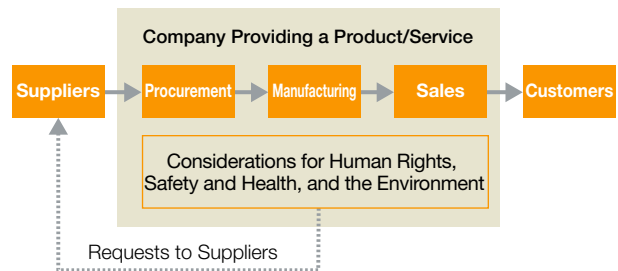 Company Providing a Product/Service
Suppliers
Procurement
Manufacturing
Sales
Customers
Considerations for Human Rights,
Safety and Health, and the Environment
Requests to Suppliers